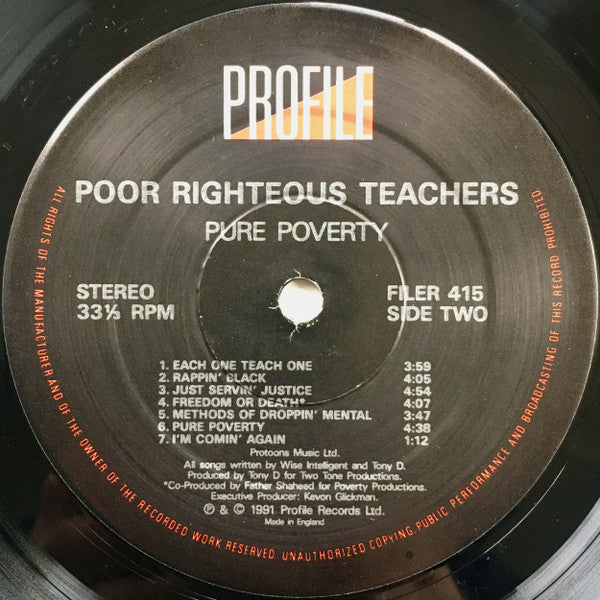 PROFILE
POOR RIGHTEOUS TEACHERS
PURE POVERTY
STEREO
33⅓ RPM
FILER 415
SIDE TWO
1. EACH ONE TEACH ONE 3:59
2. RAPPIN' BLACK 4:05
3. JUST SERVIN' JUSTICE 4:54
4. FREEDOM OR DEATH* 4:07
5. METHODS OF DROPPIN' MENTAL 3:47
6. PURE POVERTY 4:38
7. I'M COMIN' AGAIN 1:12
Protoons Music Ltd.
All songs written by Wise Intelligent and Tony D.
Produced by Tony D for Two Tone Productions.
*Co-Produced by Father Shaheed for Poverty Productions.
Executive Producer: Kevon Glickman.
℗ & © 1991 Profile Records Ltd.
Made in England
ALL RIGHTS OF THE MANUFACTURER AND OF THE OWNER OF THE RECORDED WORK RESERVED. UNAUTHORIZED COPYING, PUBLIC PERFORMANCE AND BROADCASTING OF THIS RECORD PROHIBITED.